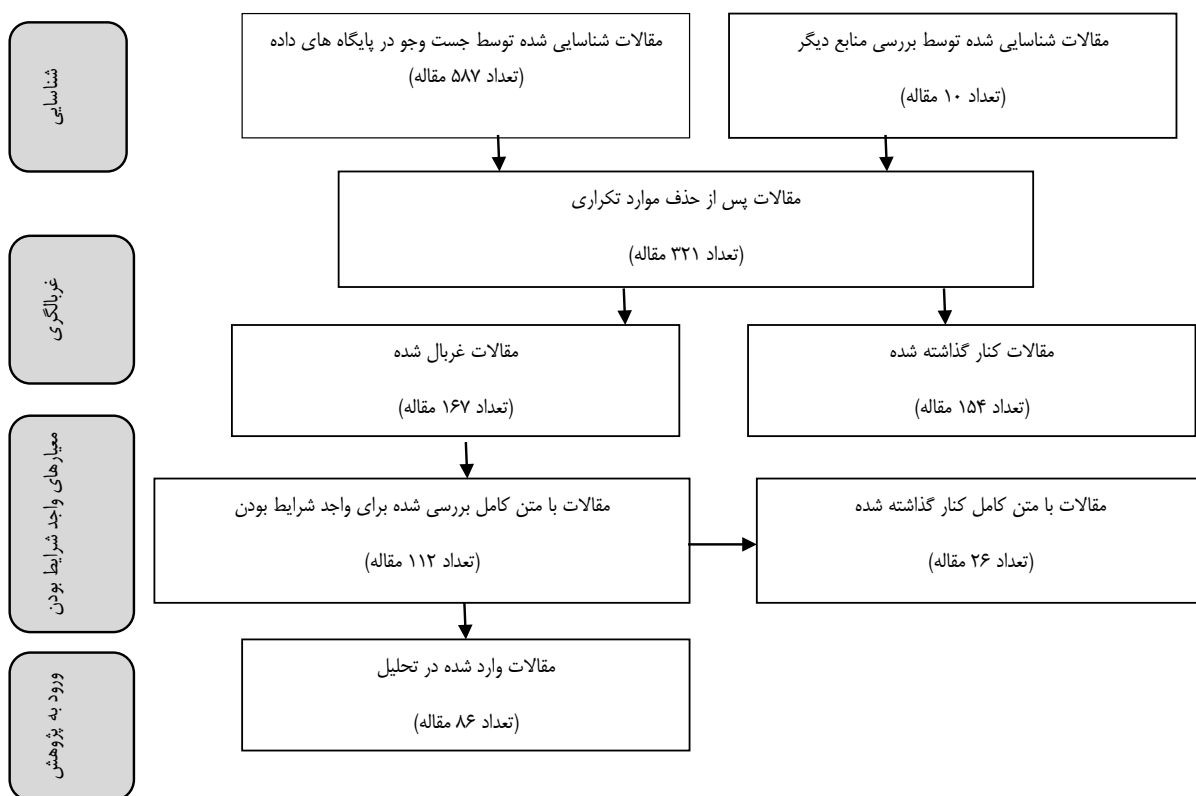 شناسایی
مقالات شناسایی شده توسط جست وجو در پایگاه های داده
(تعداد ۵۸۷ مقاله)
مقالات شناسایی شده توسط بررسی منابع دیگر
(تعداد ۱۰ مقاله)
مقالات پس از حذف موارد تکراری
(تعداد ۳۲۱ مقاله)
غربالگری
مقالات غربال شده
(تعداد ۱۶۷ مقاله)
مقالات کنار گذاشته شده
(تعداد ۱۵۴ مقاله)
معیارهای واجد شرایط بودن
مقالات با متن کامل بررسی شده برای واجد شرایط بودن
(تعداد ۱۱۲ مقاله)
مقالات با متن کامل کنار گذاشته شده
(تعداد ۲۶ مقاله)
ورود به پژوهش
مقالات وارد شده در تحلیل
(تعداد ۸۶ مقاله)